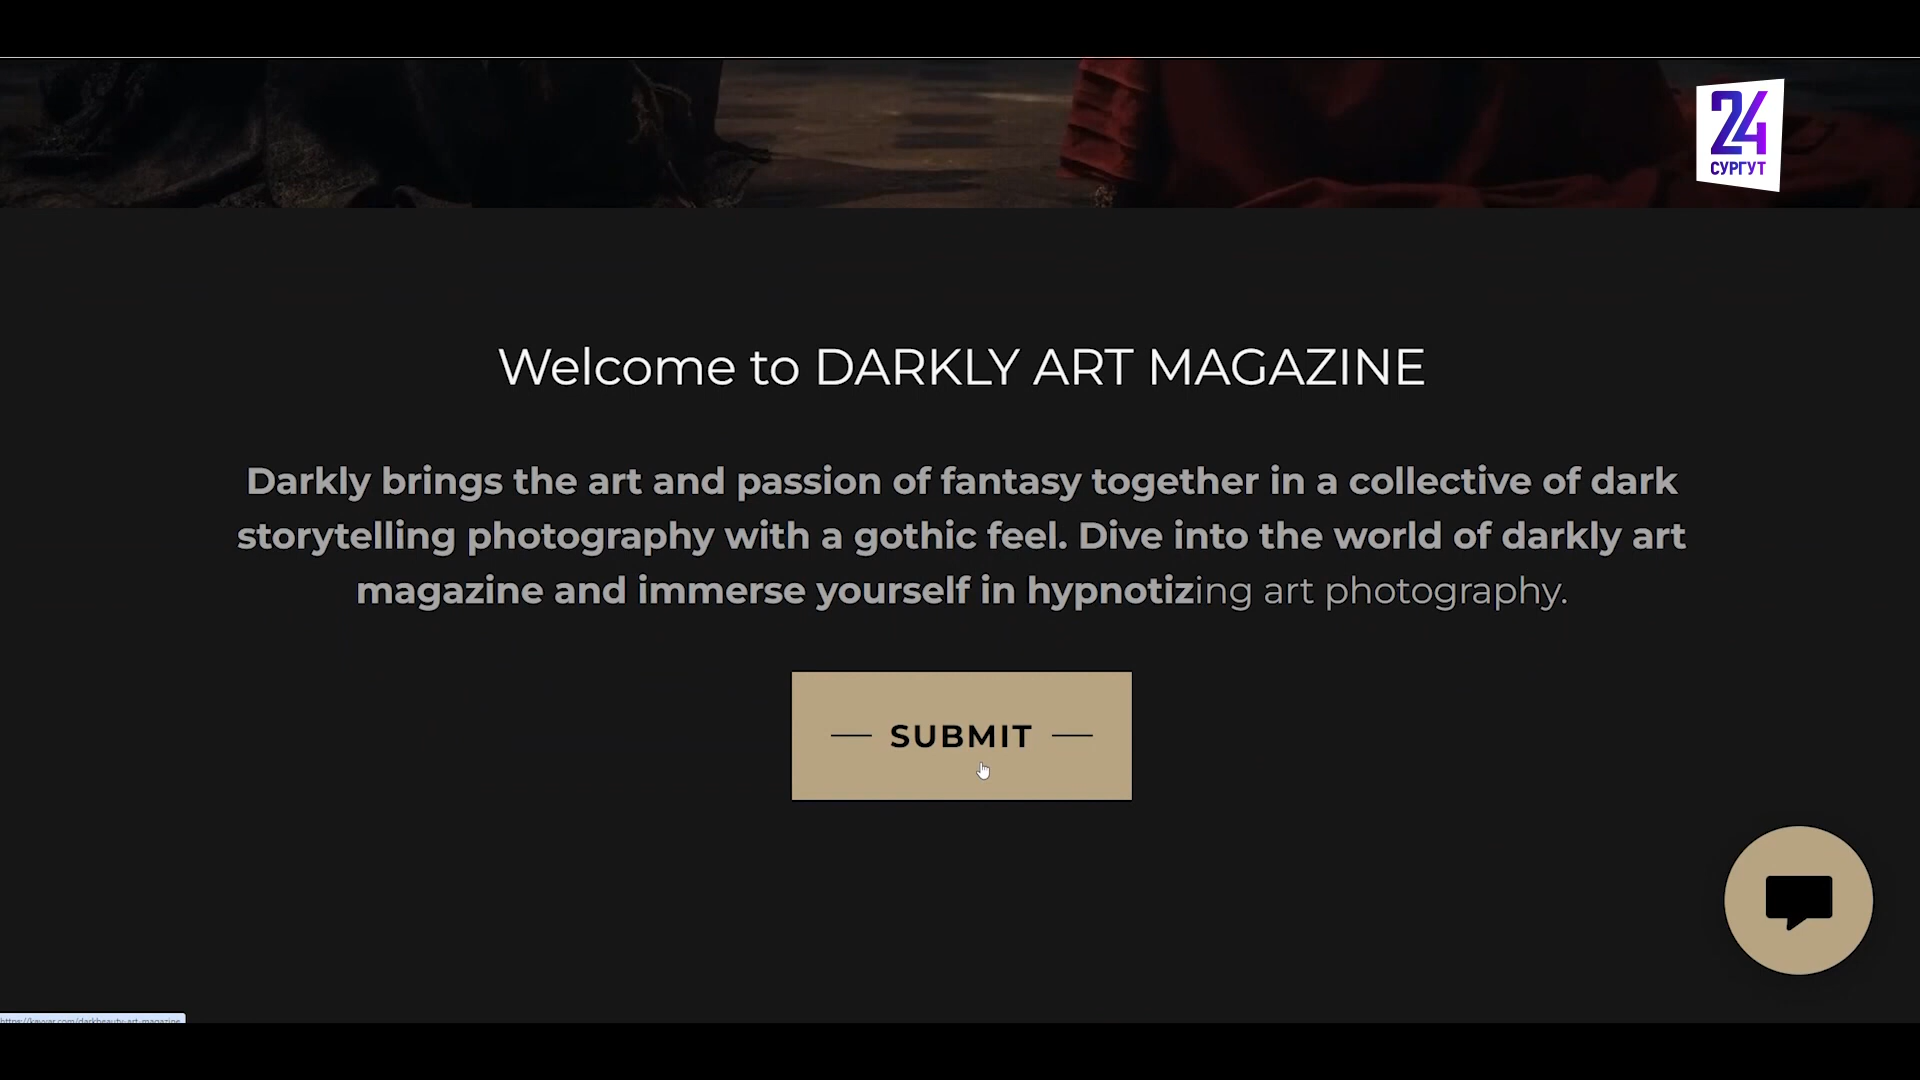 24
СУРГУТ
Welcome to DARKLY ART MAGAZINE
Darkly brings the art and passion of fantasy together in a collective of dark
storytelling photography with a gothic feel. Dive into the world of darkly art
magazine and immerse yourself in hypnotizing art photography.
SUBMIT